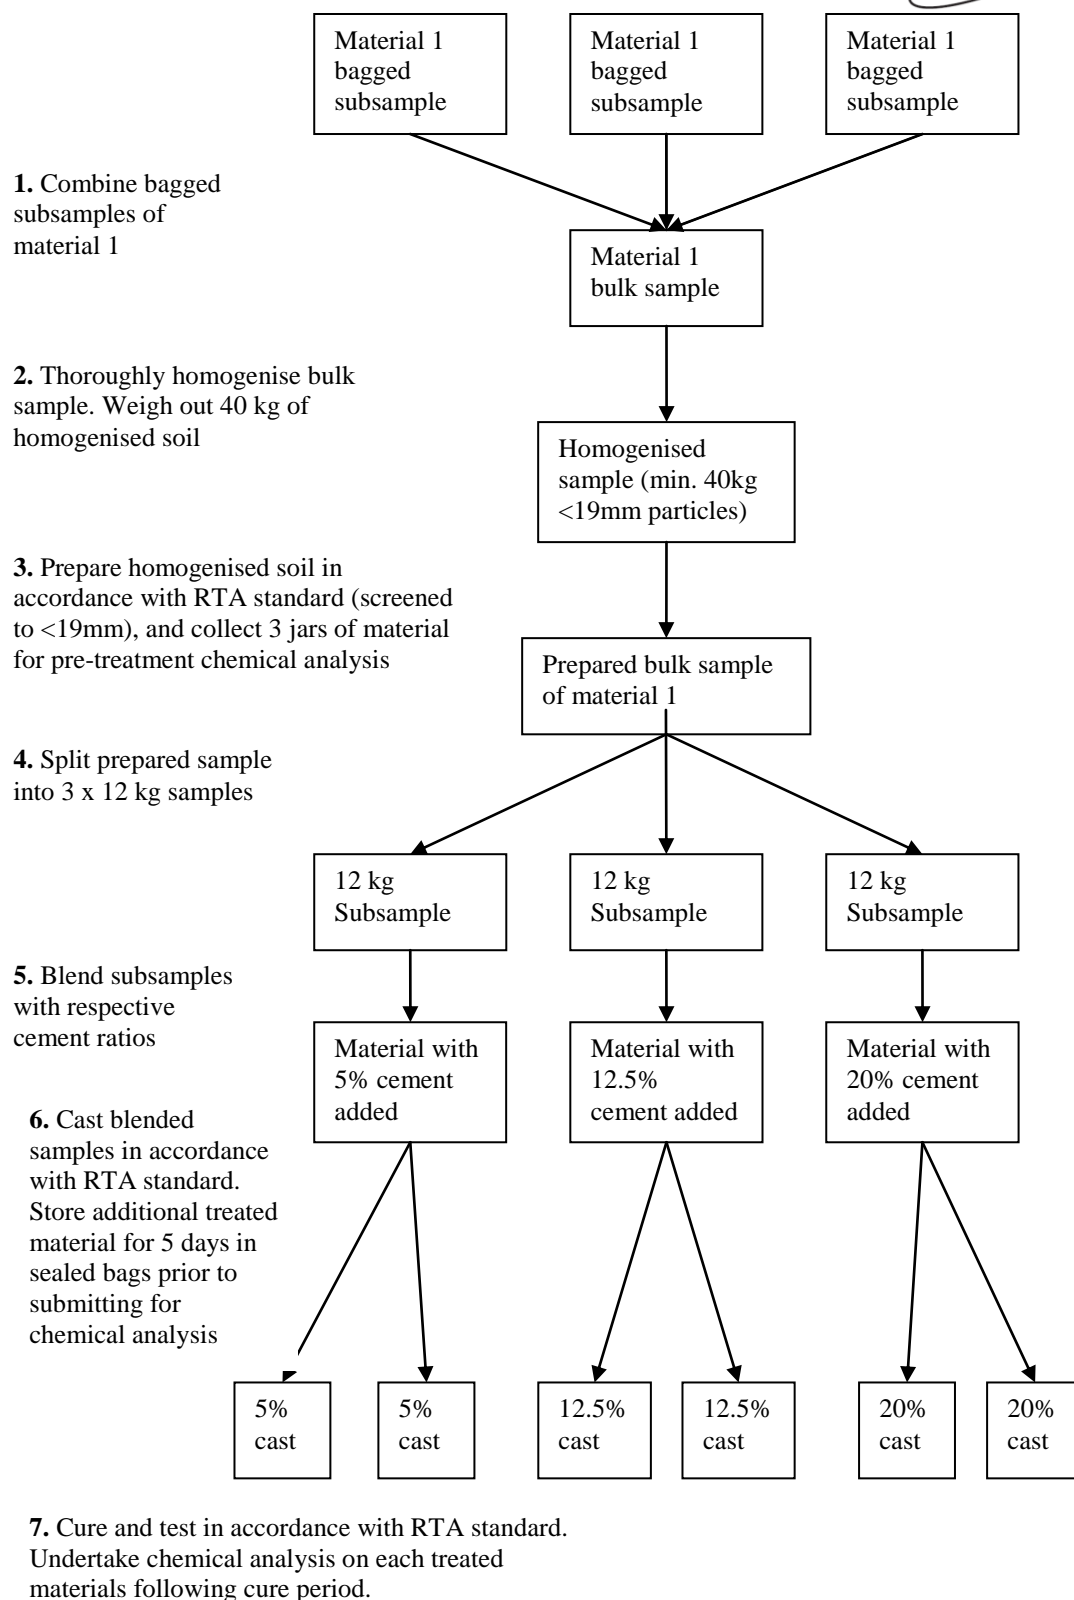 Material 1
bagged
subsample
Material 1
bagged
subsample
Material 1
bagged
subsample
1. Combine bagged
subsamples of
material 1
Material 1
bulk sample
2. Thoroughly homogenise bulk
sample. Weigh out 40 kg of
homogenised soil
Homogenised
sample (min. 40kg
<19mm particles)
3. Prepare homogenised soil in
accordance with RTA standard (screened
to <19mm), and collect 3 jars of material
for pre-treatment chemical analysis
Prepared bulk sample
of material 1
4. Split prepared sample
into 3 x 12 kg samples
12 kg
Subsample
12 kg
Subsample
12 kg
Subsample
5. Blend subsamples
with respective
cement ratios
Material with
5% cement
added
Material with
12.5%
cement added
Material with
20% cement
added
6. Cast blended
samples in accordance
with RTA standard.
Store additional treated
material for 5 days in
sealed bags prior to
submitting for
chemical analysis
5%
cast
5%
cast
12.5%
cast
12.5%
cast
20%
cast
20%
cast
7. Cure and test in accordance with RTA standard.
Undertake chemical analysis on each treated
materials following cure period.